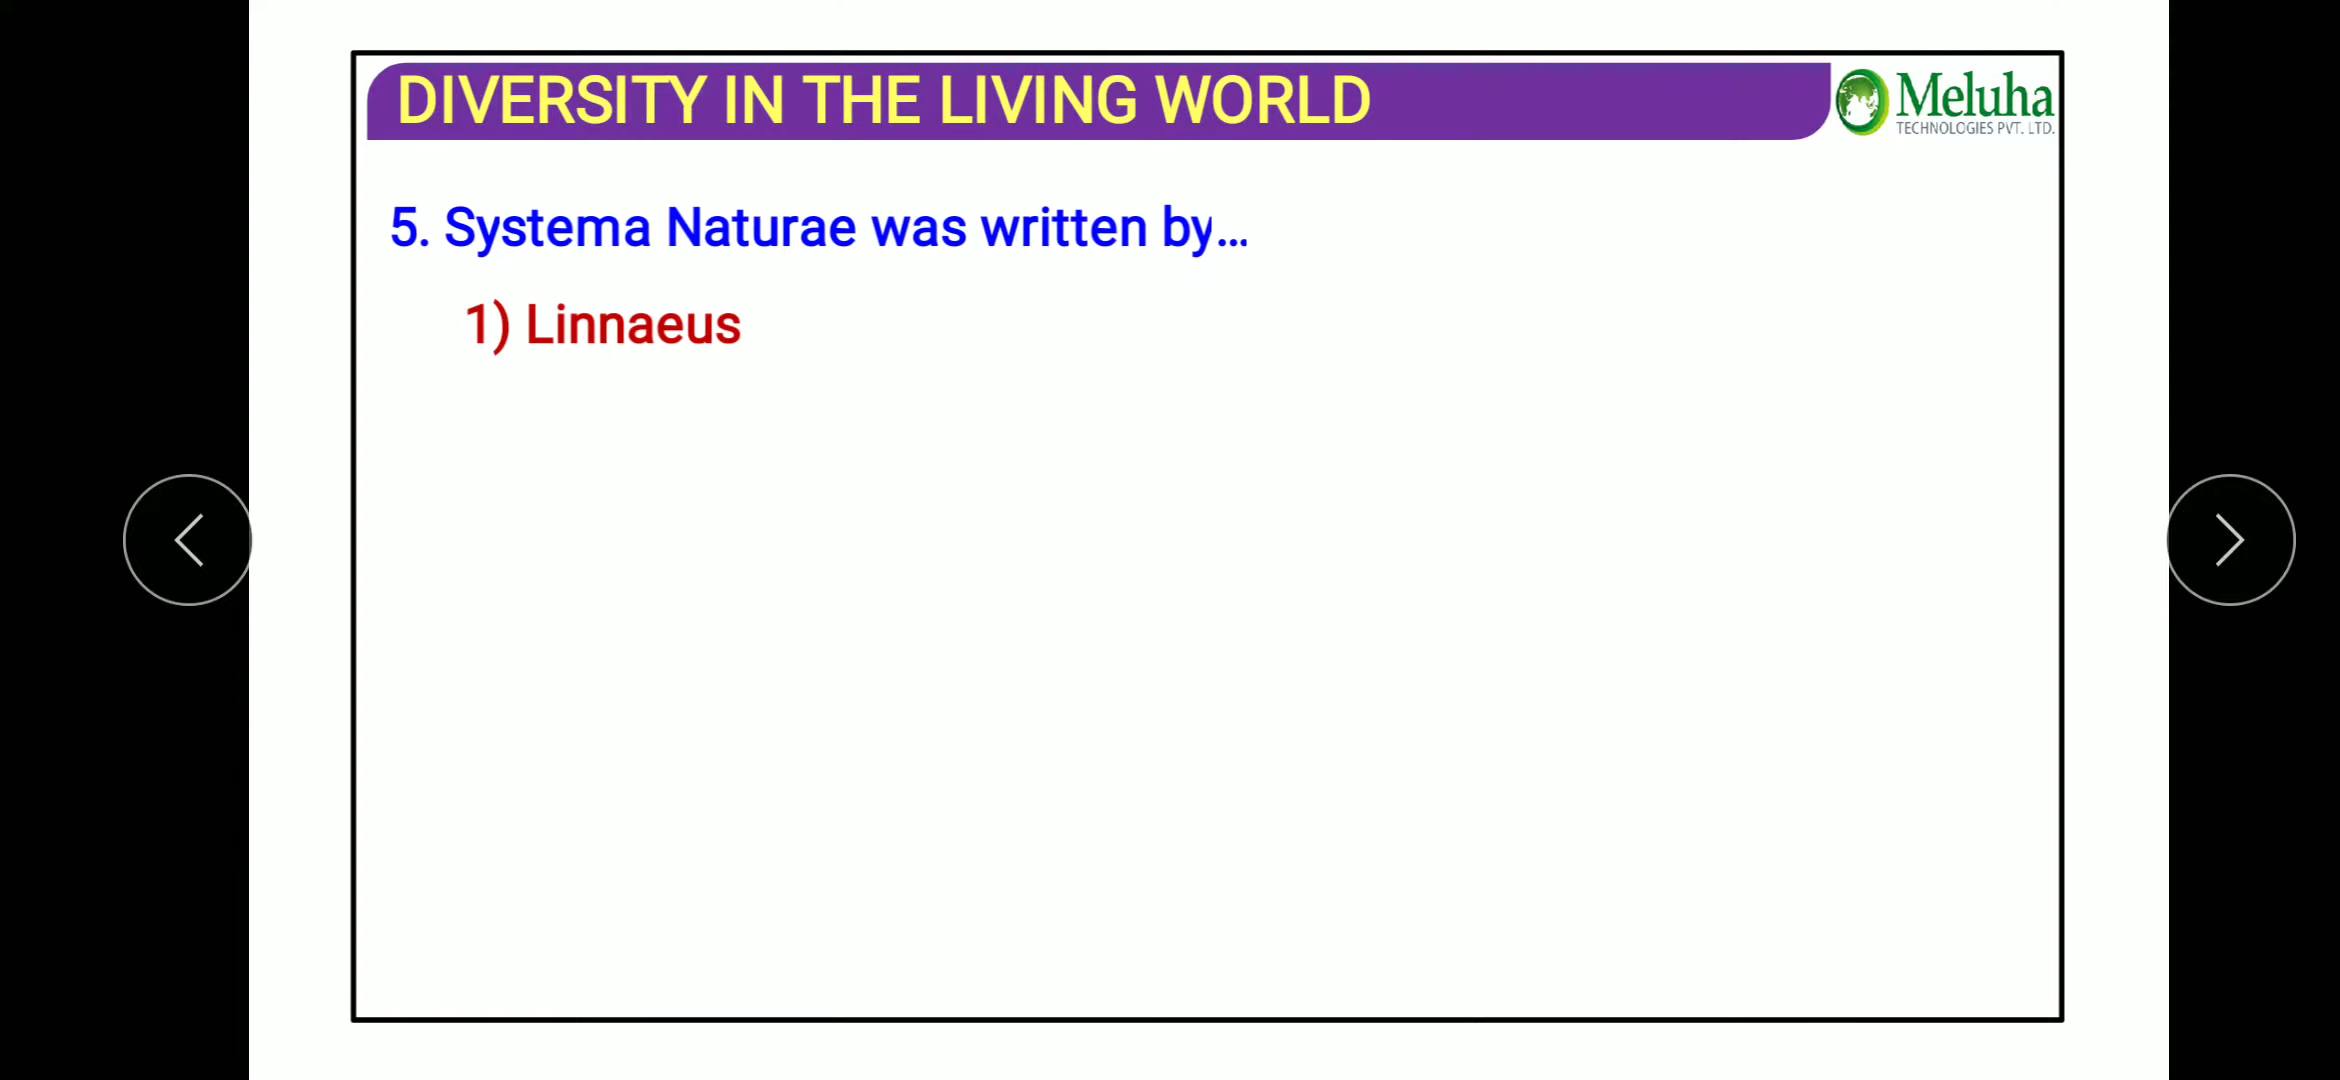 DIVERSITY IN THE LIVING WORLD
Meluha
TECHNOLOGIES PVT. LTD.
5. Systema Naturae was written by...
1) Linnaeus